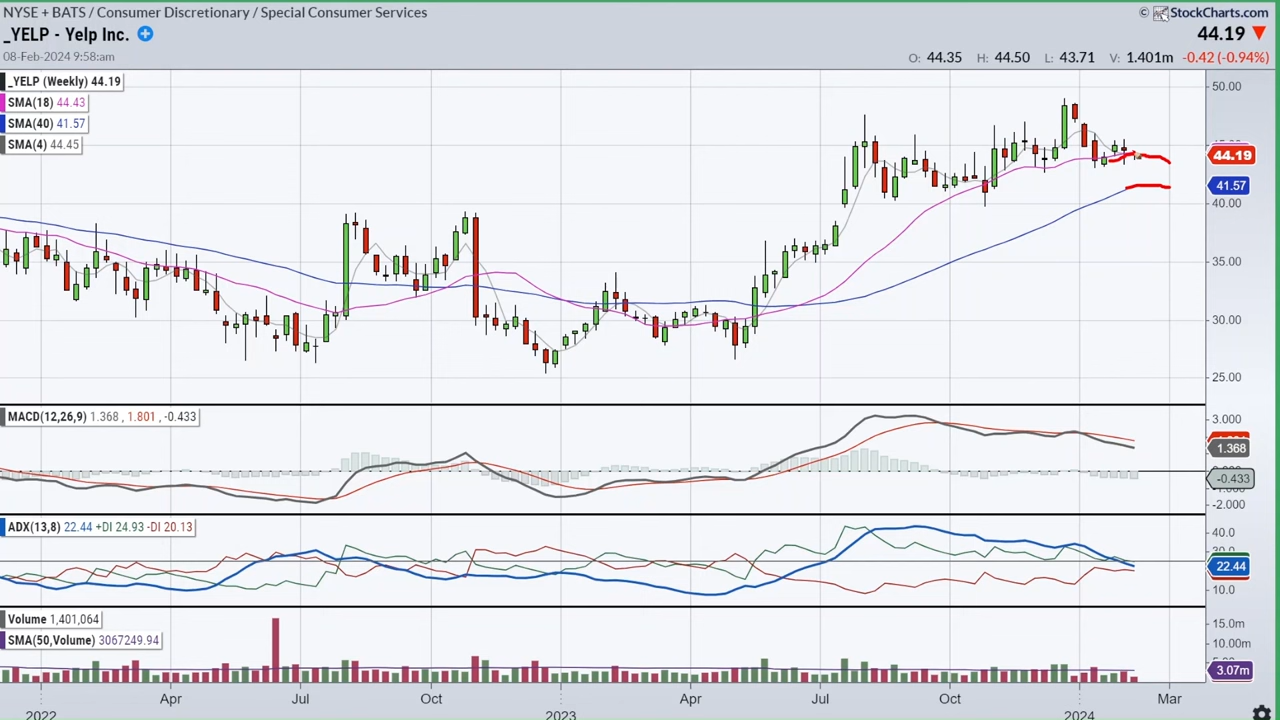 NYSE + BATS / Consumer Discretionary / Special Consumer Services
© StockCharts.com
_YELP - Yelp Inc.
44.19
08-Feb-2024 9:58am
O: 44.35 H: 44.50 L: 43.71 V: 1.401m -0.42 (-0.94%)
_YELP (Weekly) 44.19
SMA(18) 44.43
SMA(40) 41.57
SMA(4) 44.45
50.00
44.19
41.57
40.00
35.00
30.00
25.00
MACD(12,26,9) 1.368 , 1.801 , -0.433
3.000
1.368
-0.433
-2.000
ADX(13,8) 22.44 +DI 24.93 -DI 20.13
40.0
22.44
10.0
Volume 1,401,064
SMA(50,Volume) 3067249.94
15.0m
10.00m
3.07m
Apr Jul Oct Apr Jul Oct Mar
2022 2023 2024